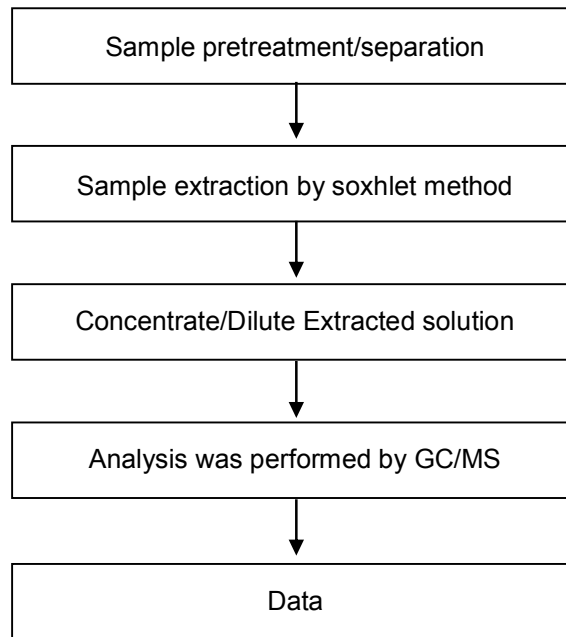 Sample pretreatment/separation
Sample extraction by soxhlet method
Concentrate/Dilute Extracted solution
Analysis was performed by GC/MS
Data